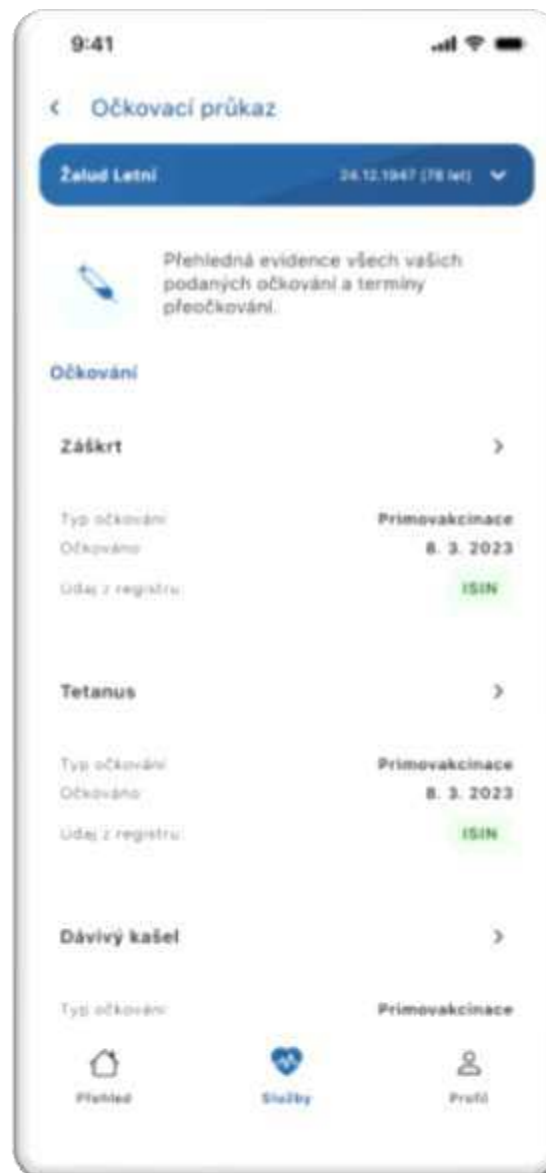 9:41
Očkovací průkaz
Žalud Letní 24.12.1947 (78 let)
Přehledná evidence všech vašich
podaných očkování a termíny
přeočkování.
Očkování
Záškrt
Typ očkování Primovakcinace
Očkováno 8. 3. 2023
Údaj z registru ISIN
Tetanus
Typ očkování Primovakcinace
Očkováno 8. 3. 2023
Údaj z registru ISIN
Dávivý kašel
Typ očkování Primovakcinace
Přehled Služby Profil